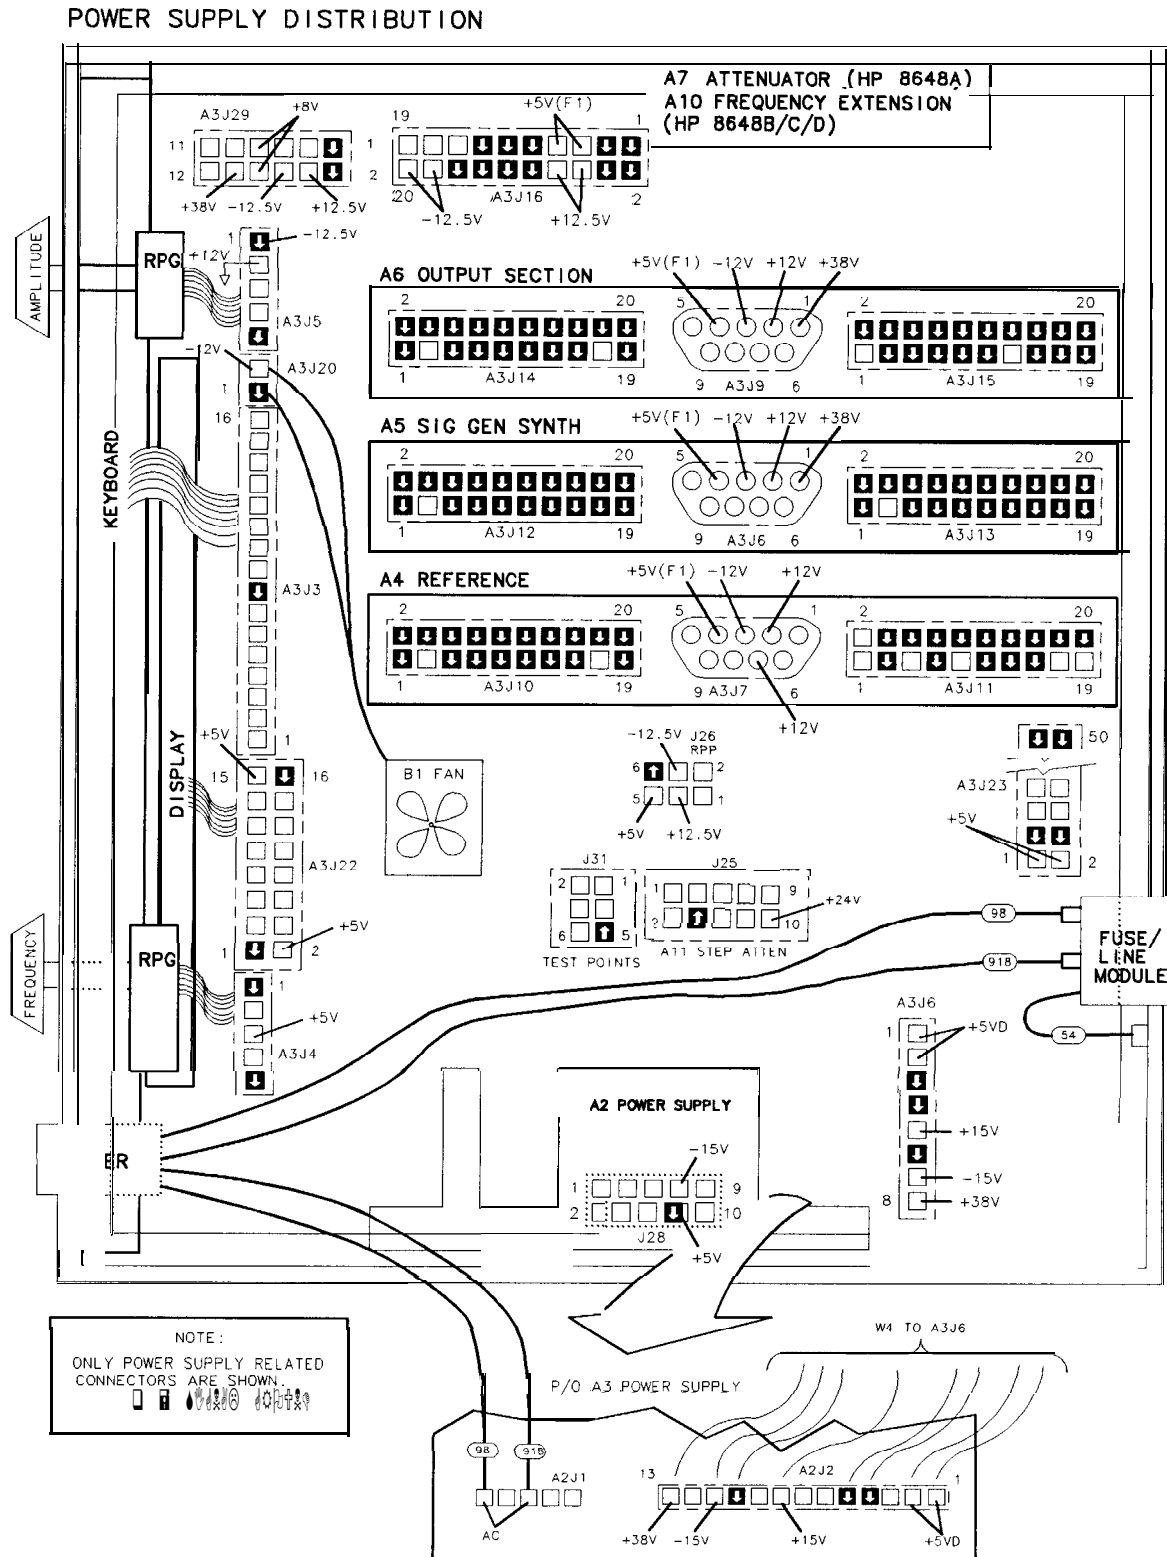 POWER SUPPLY DISTRIBUTION
A7 ATTENUATOR (HP 8648A)
A10 FREQUENCY EXTENSION
(HP 8648B/C/D)
A3J29
+8V
11
12
+38V -12.5V +12.5V
19
+5V(F1)
1
1
2
20
A3J16
2
-12.5V
+12.5V
AMPLITUDE
RPG
+12V
1
-12.5V
A3J5
-12V
A3J20
1
16
KEYBOARD
A3J3
1
A6 OUTPUT SECTION
+5V(F1) -12V +12V +38V
2
20
5
1
2
20
1
A3J14
19
9
A3J9
6
1
A3J15
19
A5 SIG GEN SYNTH
+5V(F1) -12V +12V +38V
2
20
5
1
2
20
1
A3J12
19
9
A3J6
6
1
A3J13
19
A4 REFERENCE
+5V(F1) -12V +12V
2
20
5
1
2
20
1
A3J10
19
9
A3J7
6
1
A3J11
19
+12V
DISPLAY
+5V
15
16
A3J22
+5V
1
2
B1 FAN
-12.5V
J26
RPP
6
2
5
1
+5V
+12.5V
50
A3J23
+5V
1
2
J31
2
1
6
5
TEST POINTS
J25
1
9
2
10
+24V
A11 STEP ATTEN
98
91B
54
FUSE/
LINE
MODULE
FREQUENCY
RPG
1
+5V
A3J4
A3J6
1
+5VD
+15V
-15V
8
+38V
ER
A2 POWER SUPPLY
-15V
1
9
2
10
J28
+5V
NOTE:
ONLY POWER SUPPLY RELATED
CONNECTORS ARE SHOWN.
W4 TO A3J6
P/O A3 POWER SUPPLY
98
91B
A2J1
AC
13
A2J2
1
+38V -15V
+15V
+5VD